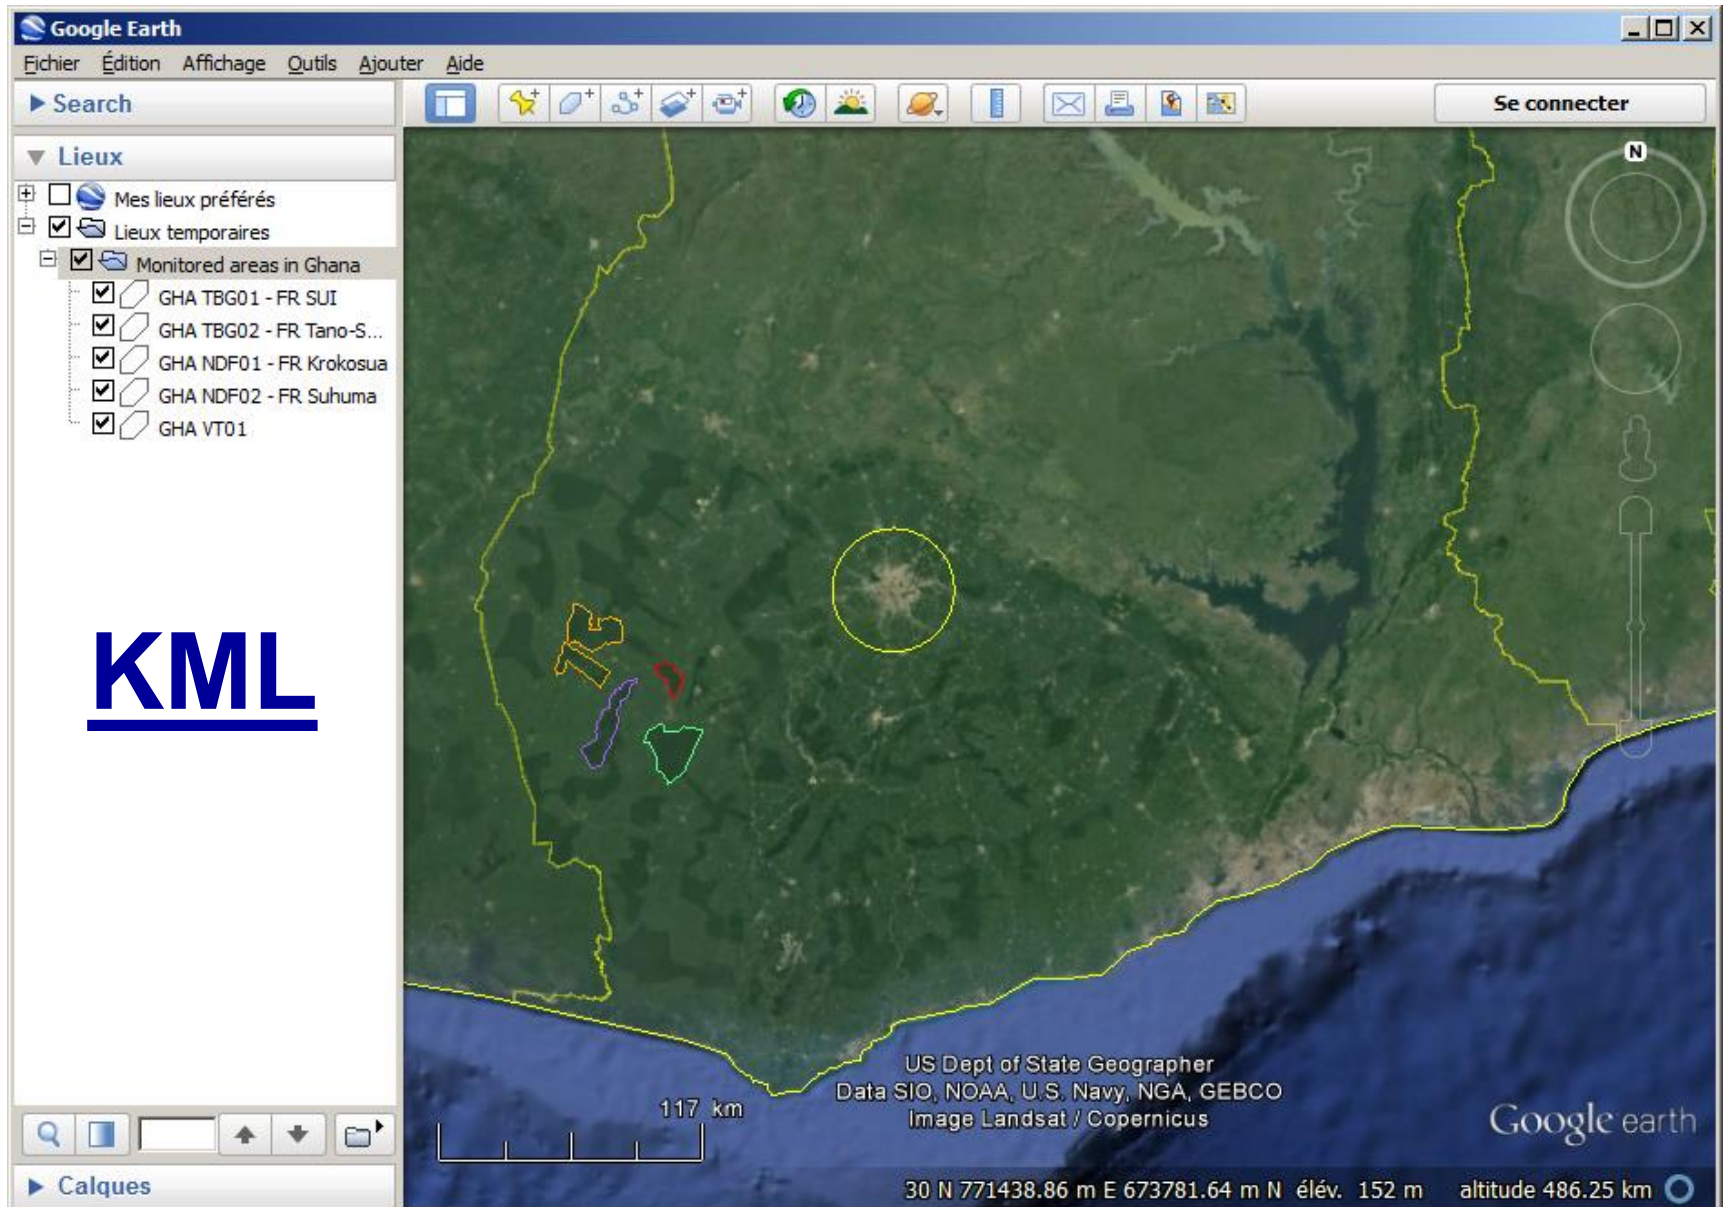 Google Earth
Fichier Édition Affichage Outils Ajouter Aide
Search
Se connecter
Lieux
N
Mes lieux préférés
Lieux temporaires
Monitored areas in Ghana
GHA TBG01 - FR SUI
GHA TBG02 - FR Tano-S...
GHA NDF01 - FR Krokosua
GHA NDF02 - FR Suhuma
GHA VT01
KML
US Dept of State Geographer
Data SIO, NOAA, U.S. Navy, NGA, GEBCO
Image Landsat / Copernicus
117 km
Google earth
Calques
30 N 771438.86 m E 673781.64 m N élév. 152 m altitude 486.25 km